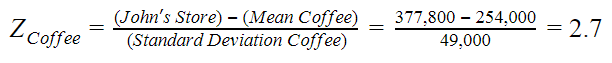 Z_Coffee = (John's Store) – (Mean Coffee) / (Standard Deviation Coffee) = 377,800 – 254,000 / 49,000 = 2.7